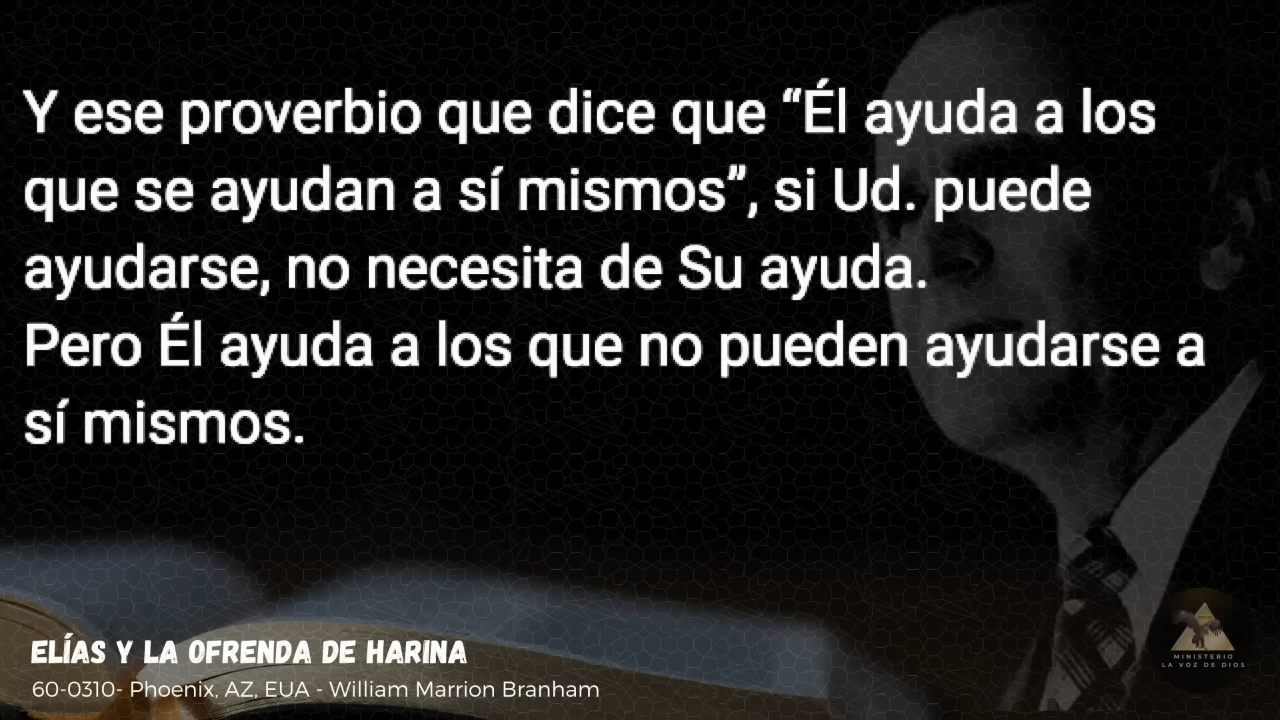 Y ese proverbio que dice que “Él ayuda a los
que se ayudan a sí mismos”, si Ud. puede
ayudarse, no necesita de Su ayuda.
Pero Él ayuda a los que no pueden ayudarse a
sí mismos.
ELÍAS Y LA OFRENDA DE HARINA
60-0310- Phoenix, AZ, EUA - William Marrion Branham
MINISTERIO
LA VOZ DE DIOS